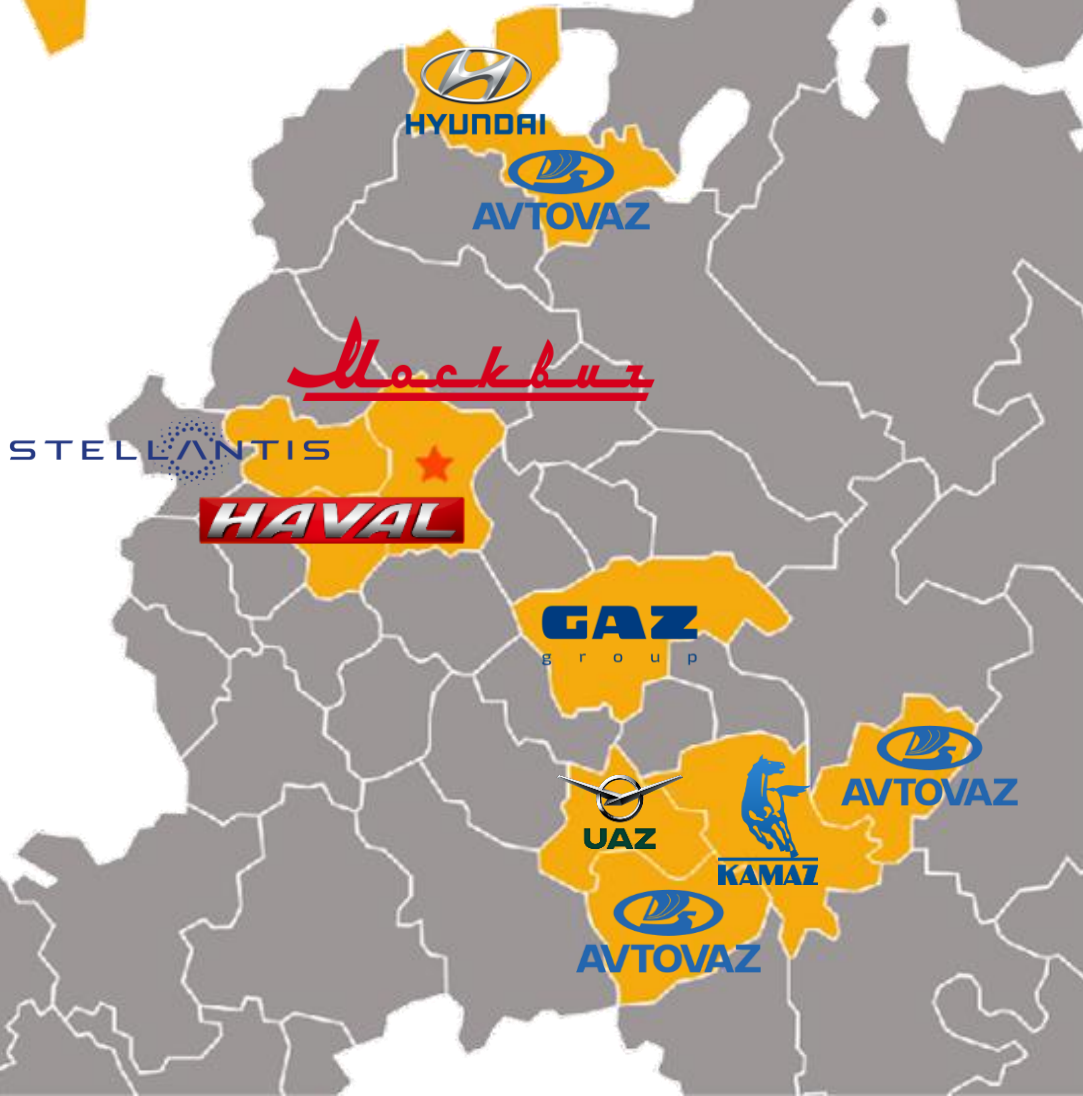 HYUNDAI
AVTOVAZ
Москвич
STELLANTIS
HAVAL
GAZ
group
AVTOVAZ
UAZ
KAMAZ
AVTOVAZ